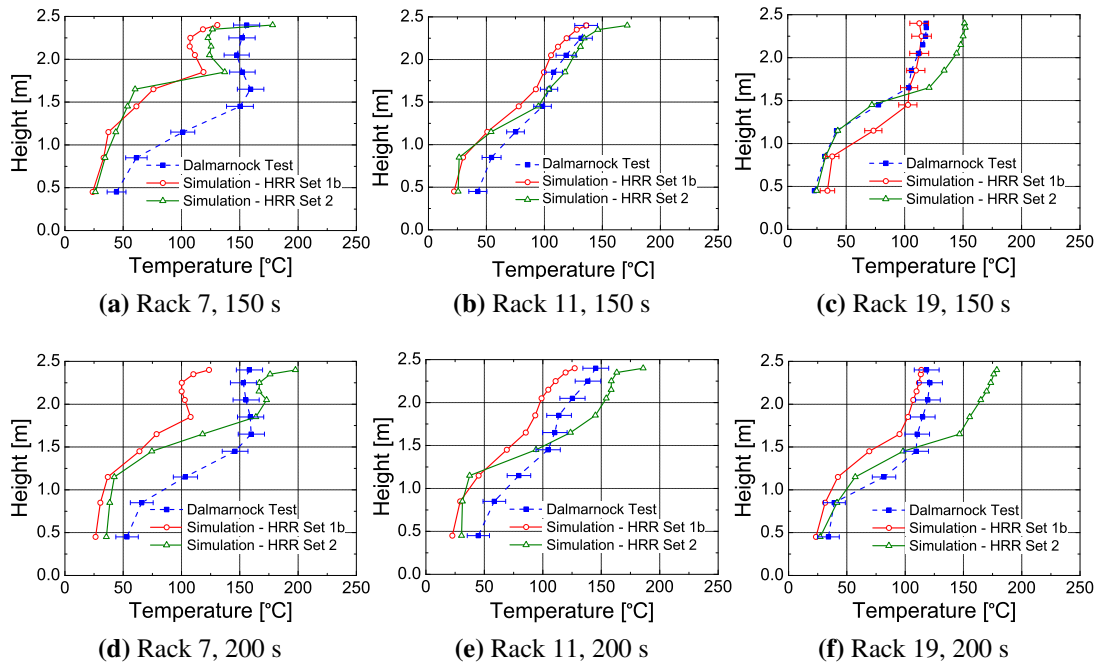 2.5
2.0
1.5
1.0
0.5
0.0
Height [m]
Dalmarnock Test
Simulation - HRR Set 1b
Simulation - HRR Set 2
0 50 100 150 200 250
Temperature [°C]
(a) Rack 7, 150 s
2.5
2.0
1.5
1.0
0.5
0.0
Height [m]
Dalmarnock Test
Simulation - HRR Set 1b
Simulation - HRR Set 2
0 50 100 150 200 250
Temperature [°C]
(b) Rack 11, 150 s
2.5
2.0
1.5
1.0
0.5
0.0
Height [m]
Dalmarnock Test
Simulation - HRR Set 1b
Simulation - HRR Set 2
0 50 100 150 200 250
Temperature [°C]
(c) Rack 19, 150 s
2.5
2.0
1.5
1.0
0.5
0.0
Height [m]
Dalmarnock Test
Simulation - HRR Set 1b
Simulation - HRR Set 2
0 50 100 150 200 250
Temperature [°C]
(d) Rack 7, 200 s
2.5
2.0
1.5
1.0
0.5
0.0
Height [m]
Dalmarnock Test
Simulation - HRR Set 1b
Simulation - HRR Set 2
0 50 100 150 200 250
Temperature [°C]
(e) Rack 11, 200 s
2.5
2.0
1.5
1.0
0.5
0.0
Height [m]
Dalmarnock Test
Simulation - HRR Set 1b
Simulation - HRR Set 2
0 50 100 150 200 250
Temperature [°C]
(f) Rack 19, 200 s